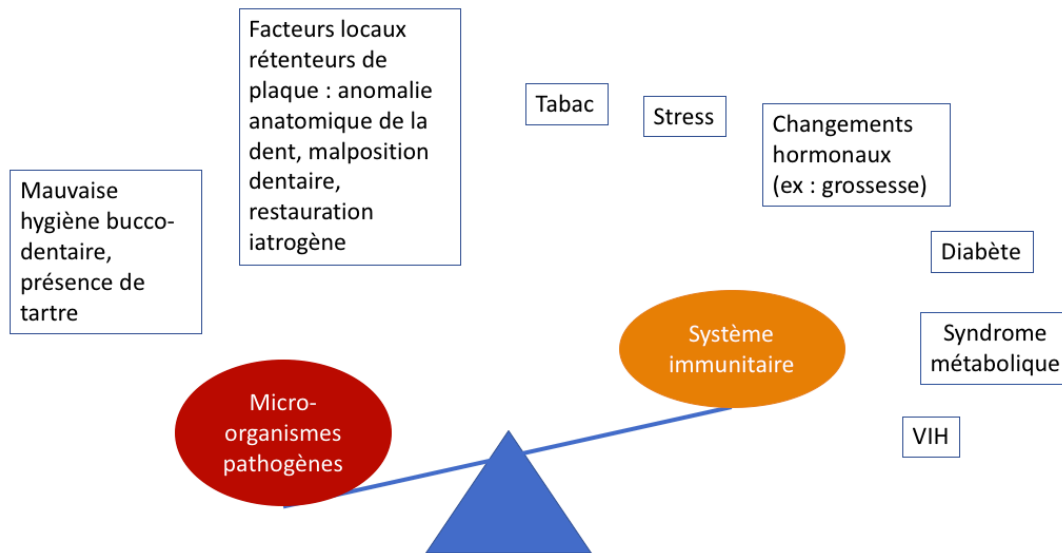 Facteurs locaux
rétenteurs de
plaque : anomalie
anatomique de la
dent, malposition
dentaire,
restauration
iatrogène
Tabac
Stress
Changements
hormonaux
(ex : grossesse)
Mauvaise
hygiène bucco-
dentaire,
présence de
tartre
Diabète
Système
immunitaire
Syndrome
métabolique
Micro-
organismes
pathogènes
VIH